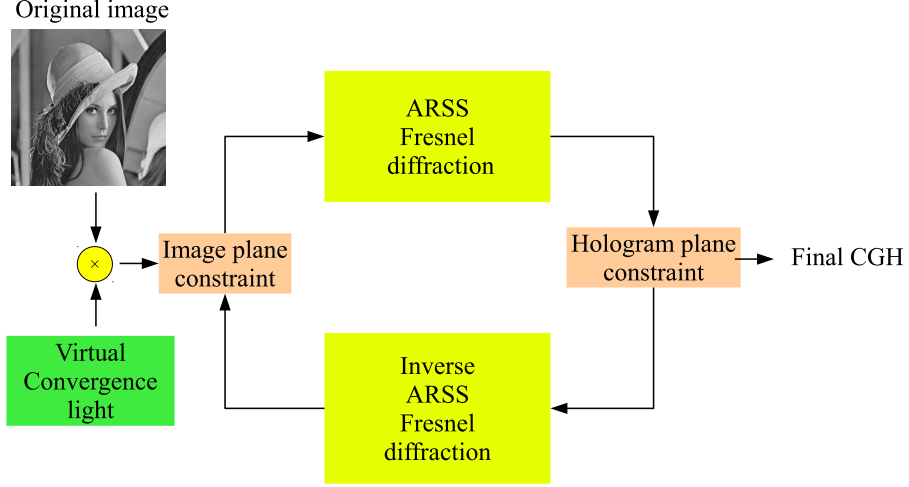 Original image
ARSS
Fresnel
diffraction
×
Image plane
constraint
Hologram plane
constraint
Final CGH
Virtual
Convergence
light
Inverse
ARSS
Fresnel
diffraction